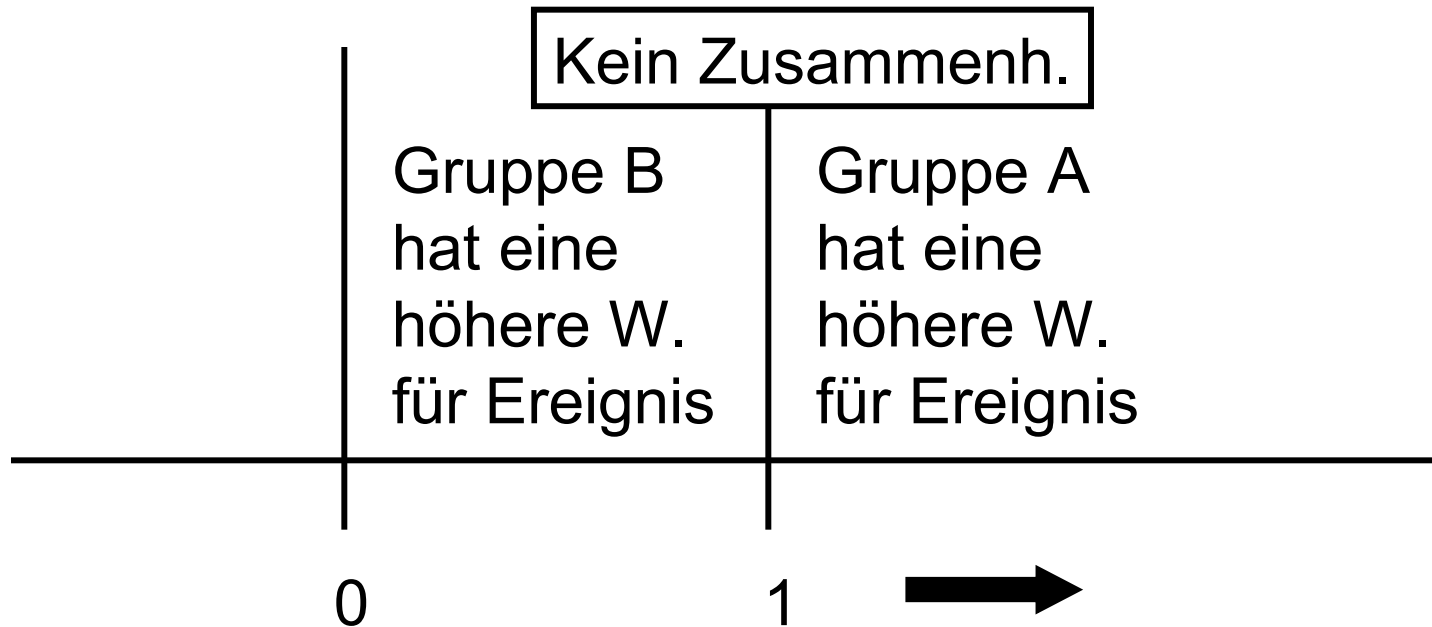 Kein Zusammenh.
Gruppe B
hat eine
höhere W.
für Ereignis
Gruppe A
hat eine
höhere W.
für Ereignis
0
1